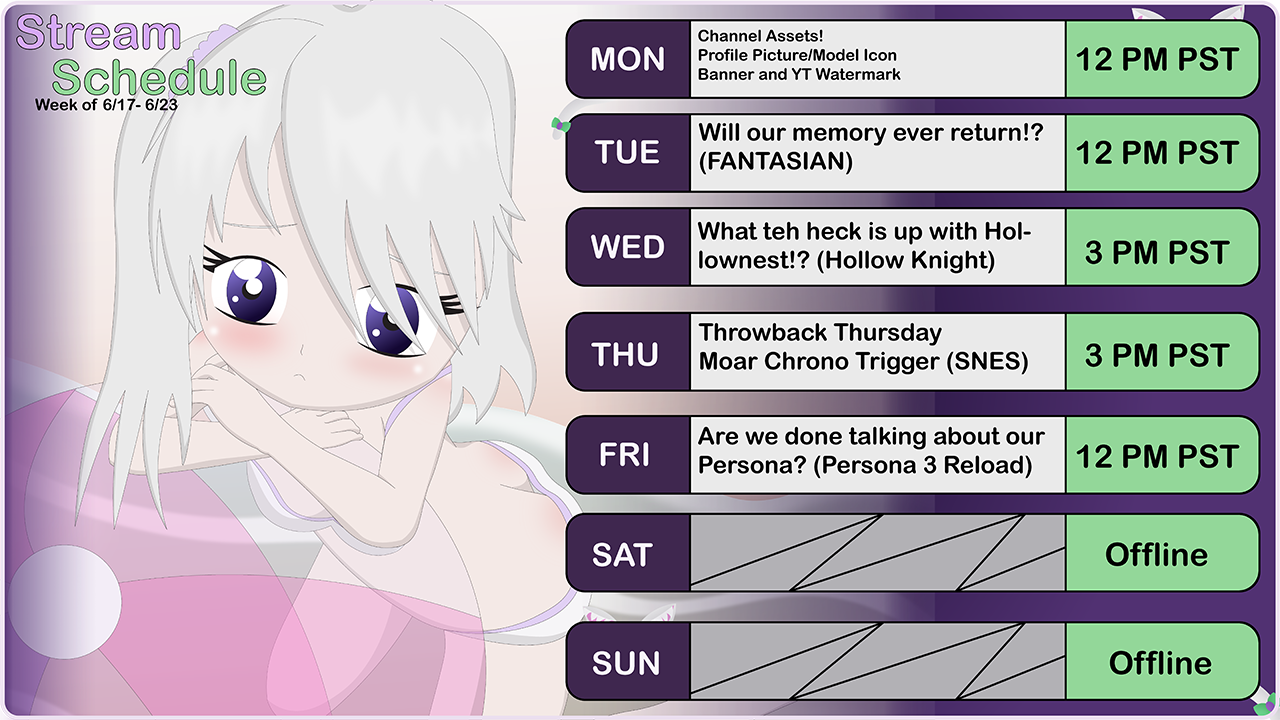 Stream
Schedule
Week of 6/17- 6/23
MON
Channel Assets!
Profile Picture/Model Icon
Banner and YT Watermark
12 PM PST
TUE
Will our memory ever return!?
(FANTASIAN)
12 PM PST
WED
What teh heck is up with Hol-
lownest!? (Hollow Knight)
3 PM PST
THU
Throwback Thursday
Moar Chrono Trigger (SNES)
3 PM PST
FRI
Are we done talking about our
Persona? (Persona 3 Reload)
12 PM PST
SAT
Offline
SUN
Offline